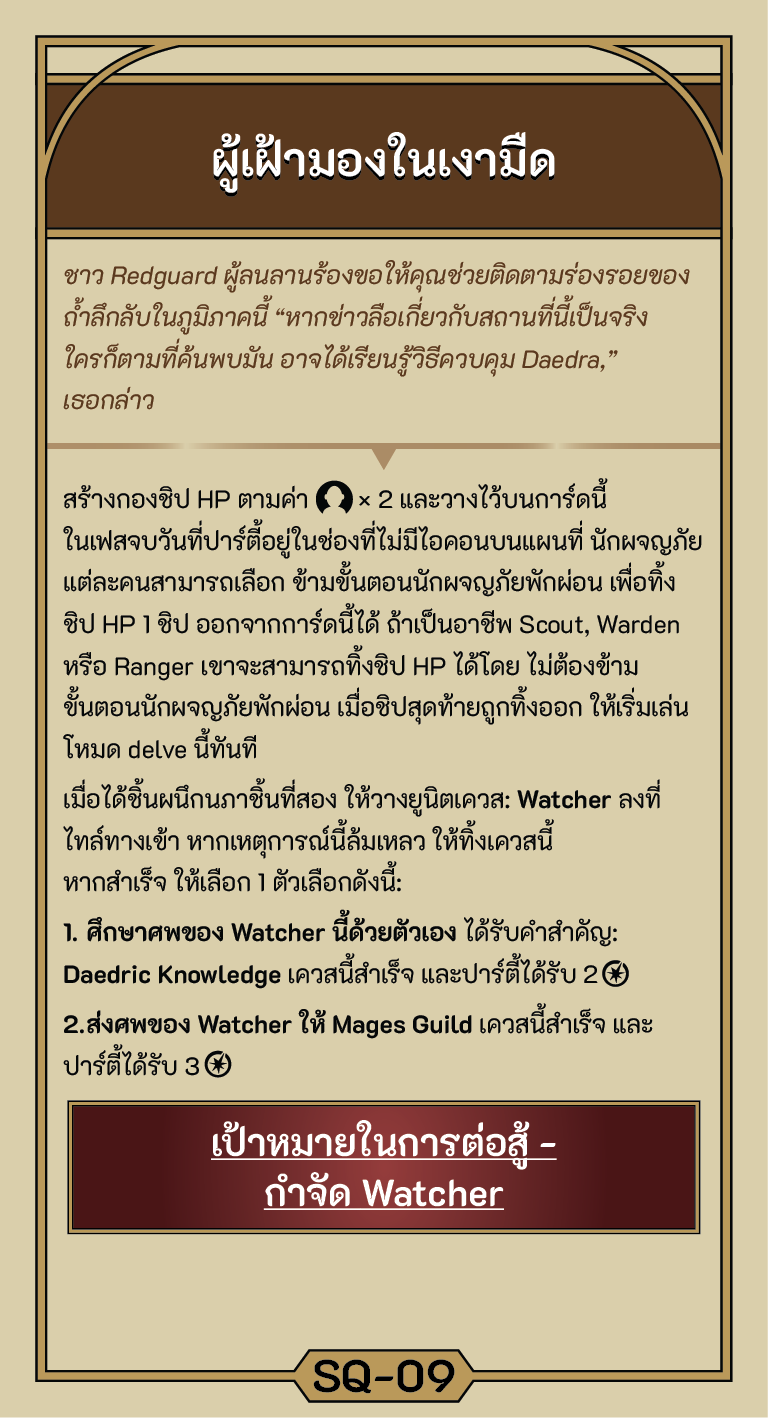 ผู้เฝ้ามองในเงามืด
ชาว Redguard ผู้ลนลานร้องขอให้คุณช่วยติดตามร่องรอยของ
ถ้ำลึกลับในภูมิภาคนี้ “หากข่าวลือเกี่ยวกับสถานที่นี้เป็นจริง
ใครก็ตามที่ค้นพบมัน อาจได้เรียนรู้วิธีควบคุม Daedra,”
เธอกล่าว
สร้างกองชิป HP ตามค่า × 2 และวางไว้บนการ์ดนี้
ในเฟสจบวันที่ปาร์ตี้อยู่ในช่องที่ไม่มีไอคอนบนแผนที่ นักผจญภัย
แต่ละคนสามารถเลือก ข้ามขั้นตอนนักผจญภัยพักผ่อน เพื่อทิ้ง
ชิป HP 1 ชิป ออกจากการ์ดนี้ได้ ถ้าเป็นอาชีพ Scout, Warden
หรือ Ranger เขาจะสามารถทิ้งชิป HP ได้โดย ไม่ต้องข้าม
ขั้นตอนนักผจญภัยพักผ่อน เมื่อชิปสุดท้ายถูกทิ้งออก ให้เริ่มเล่น
โหมด delve นี้ทันที
เมื่อได้ชิ้นผนึกนภาชิ้นที่สอง ให้วางยูนิตเควส: Watcher ลงที่
ไทล์ทางเข้า หากเหตุการณ์นี้ล้มเหลว ให้ทิ้งเควสนี้
หากสำเร็จ ให้เลือก 1 ตัวเลือกดังนี้:
1. ศึกษาศพของ Watcher นี้ด้วยตัวเอง ได้รับคำสำคัญ:
Daedric Knowledge เควสนี้สำเร็จ และปาร์ตี้ได้รับ 2
2.ส่งศพของ Watcher ให้ Mages Guild เควสนี้สำเร็จ และ
ปาร์ตี้ได้รับ 3
เป้าหมายในการต่อสู้ -
กำจัด Watcher
SQ-09